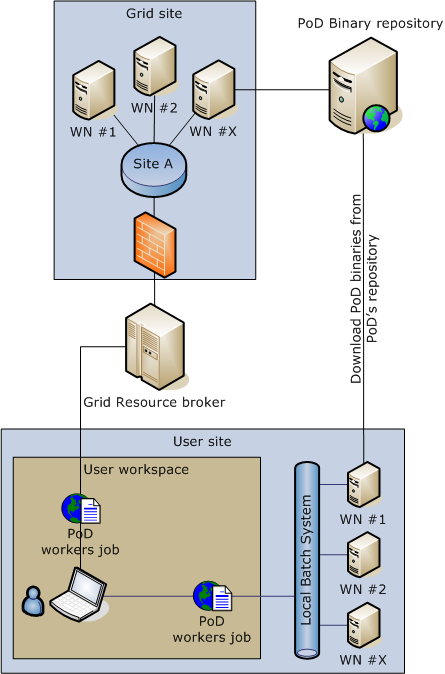 Grid site
PoD Binary repository
WN #1
WN #2
WN #X
Site A
Download PoD binaries from
PoD's repository
Grid Resource broker
User site
User workspace
PoD
workers job
PoD
workers job
Local Batch System
WN #1
WN #2
WN #X